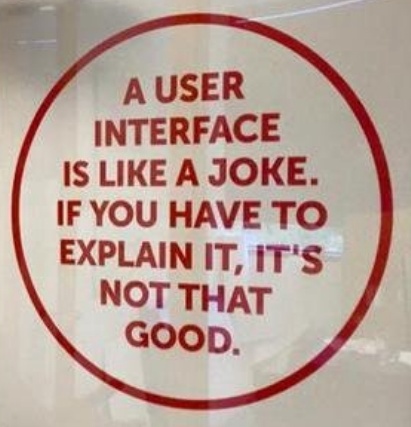 A USER
INTERFACE
IS LIKE A JOKE.
IF YOU HAVE TO
EXPLAIN IT, IT'S
NOT THAT
GOOD.